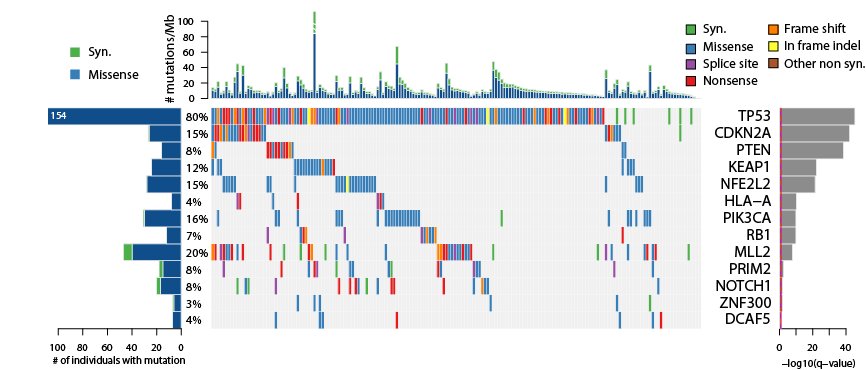 # mutations/Mb
100
80
60
40
20
0
Syn.
Missense
Syn.
Missense
Splice site
Nonsense
Frame shift
In frame indel
Other non syn.
154
80% TP53
15% CDKN2A
8% PTEN
12% KEAP1
15% NFE2L2
4% HLA−A
16% PIK3CA
7% RB1
20% MLL2
8% PRIM2
8% NOTCH1
3% ZNF300
4% DCAF5
100 80 60 40 20 0
# of individuals with mutation
0 20 40
−log10(q−value)